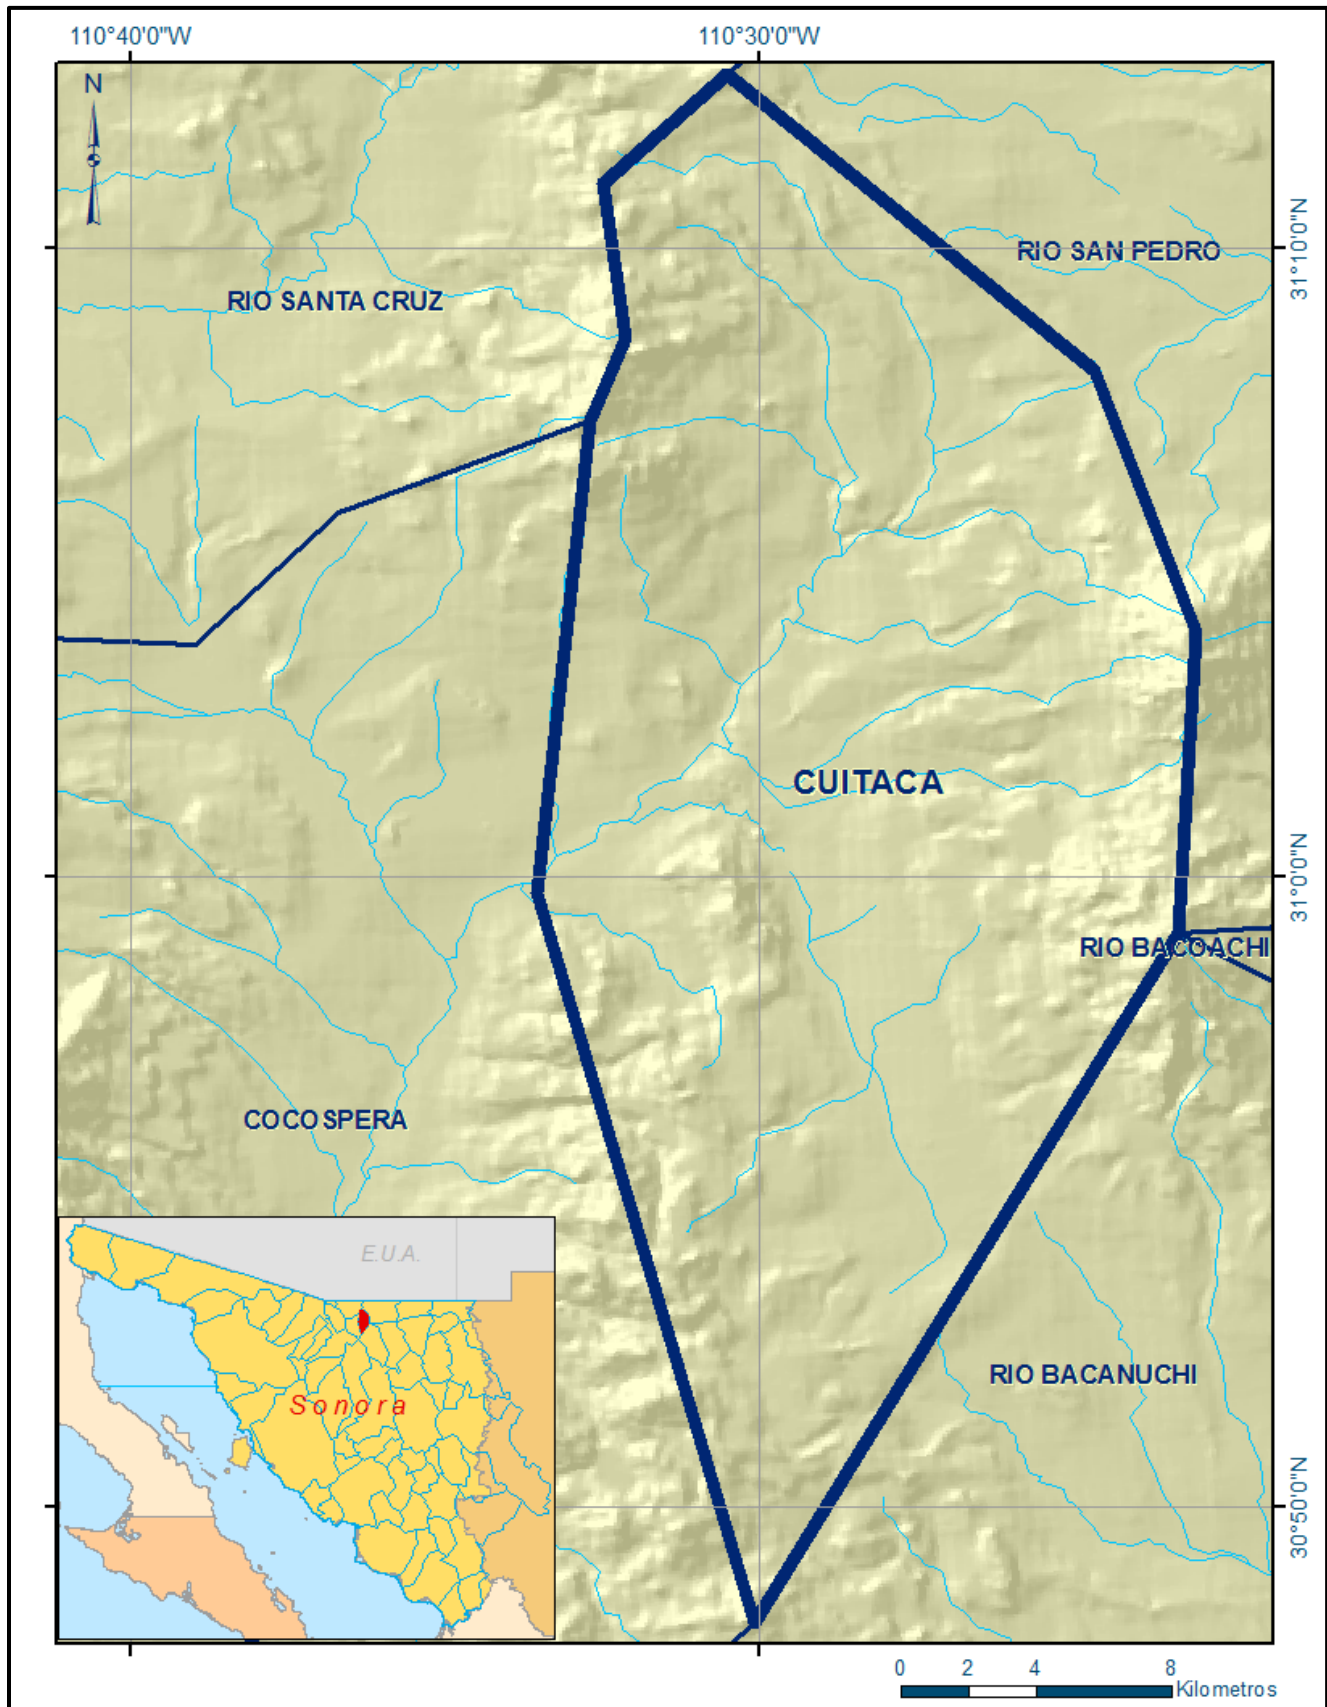 110°40'0"W
110°30'0"W
N
31°10'0"N
RIO SAN PEDRO
RIO SANTA CRUZ
CUITACA
31°0'0"N
RIO BACOACHI
COCOSPERA
E.U.A.
RIO BACANUCHI
Sonora
30°50'0"N
0 2 4 8
Kilometros